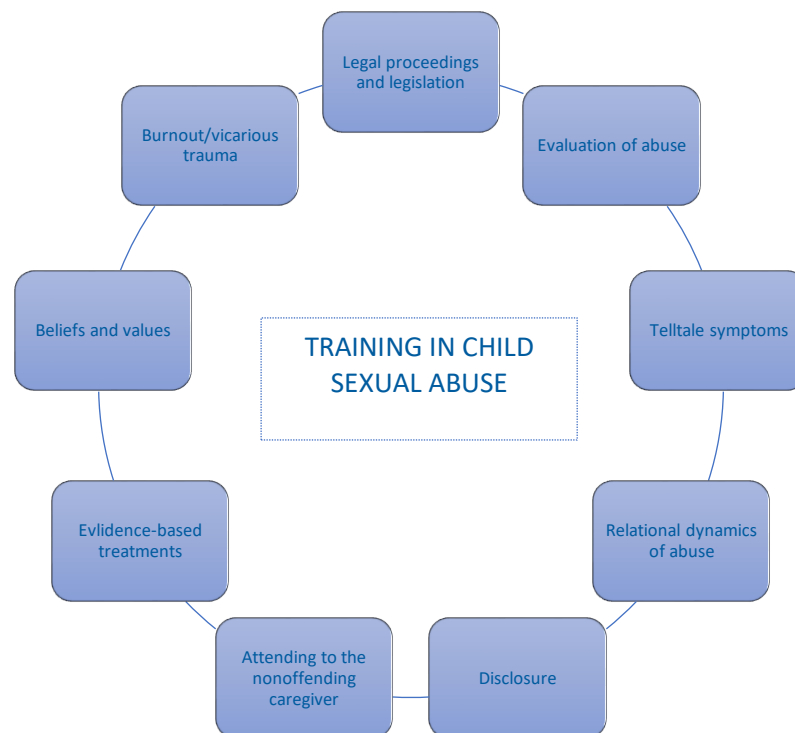 Legal proceedings
and legislation
Evaluation of abuse
Telltale symptoms
Relational dynamics
of abuse
Disclosure
Attending to the
nonoffending
caregiver
Evlidence-based
treatments
Beliefs and values
Burnout/vicarious
trauma
TRAINING IN CHILD
SEXUAL ABUSE